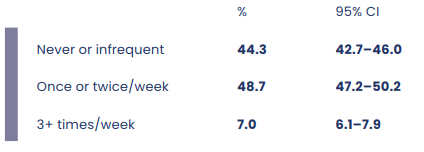 % 95% CI
Never or infrequent 44.3 42.7–46.0
Once or twice/week 48.7 47.2–50.2
3+ times/week 7.0 6.1–7.9